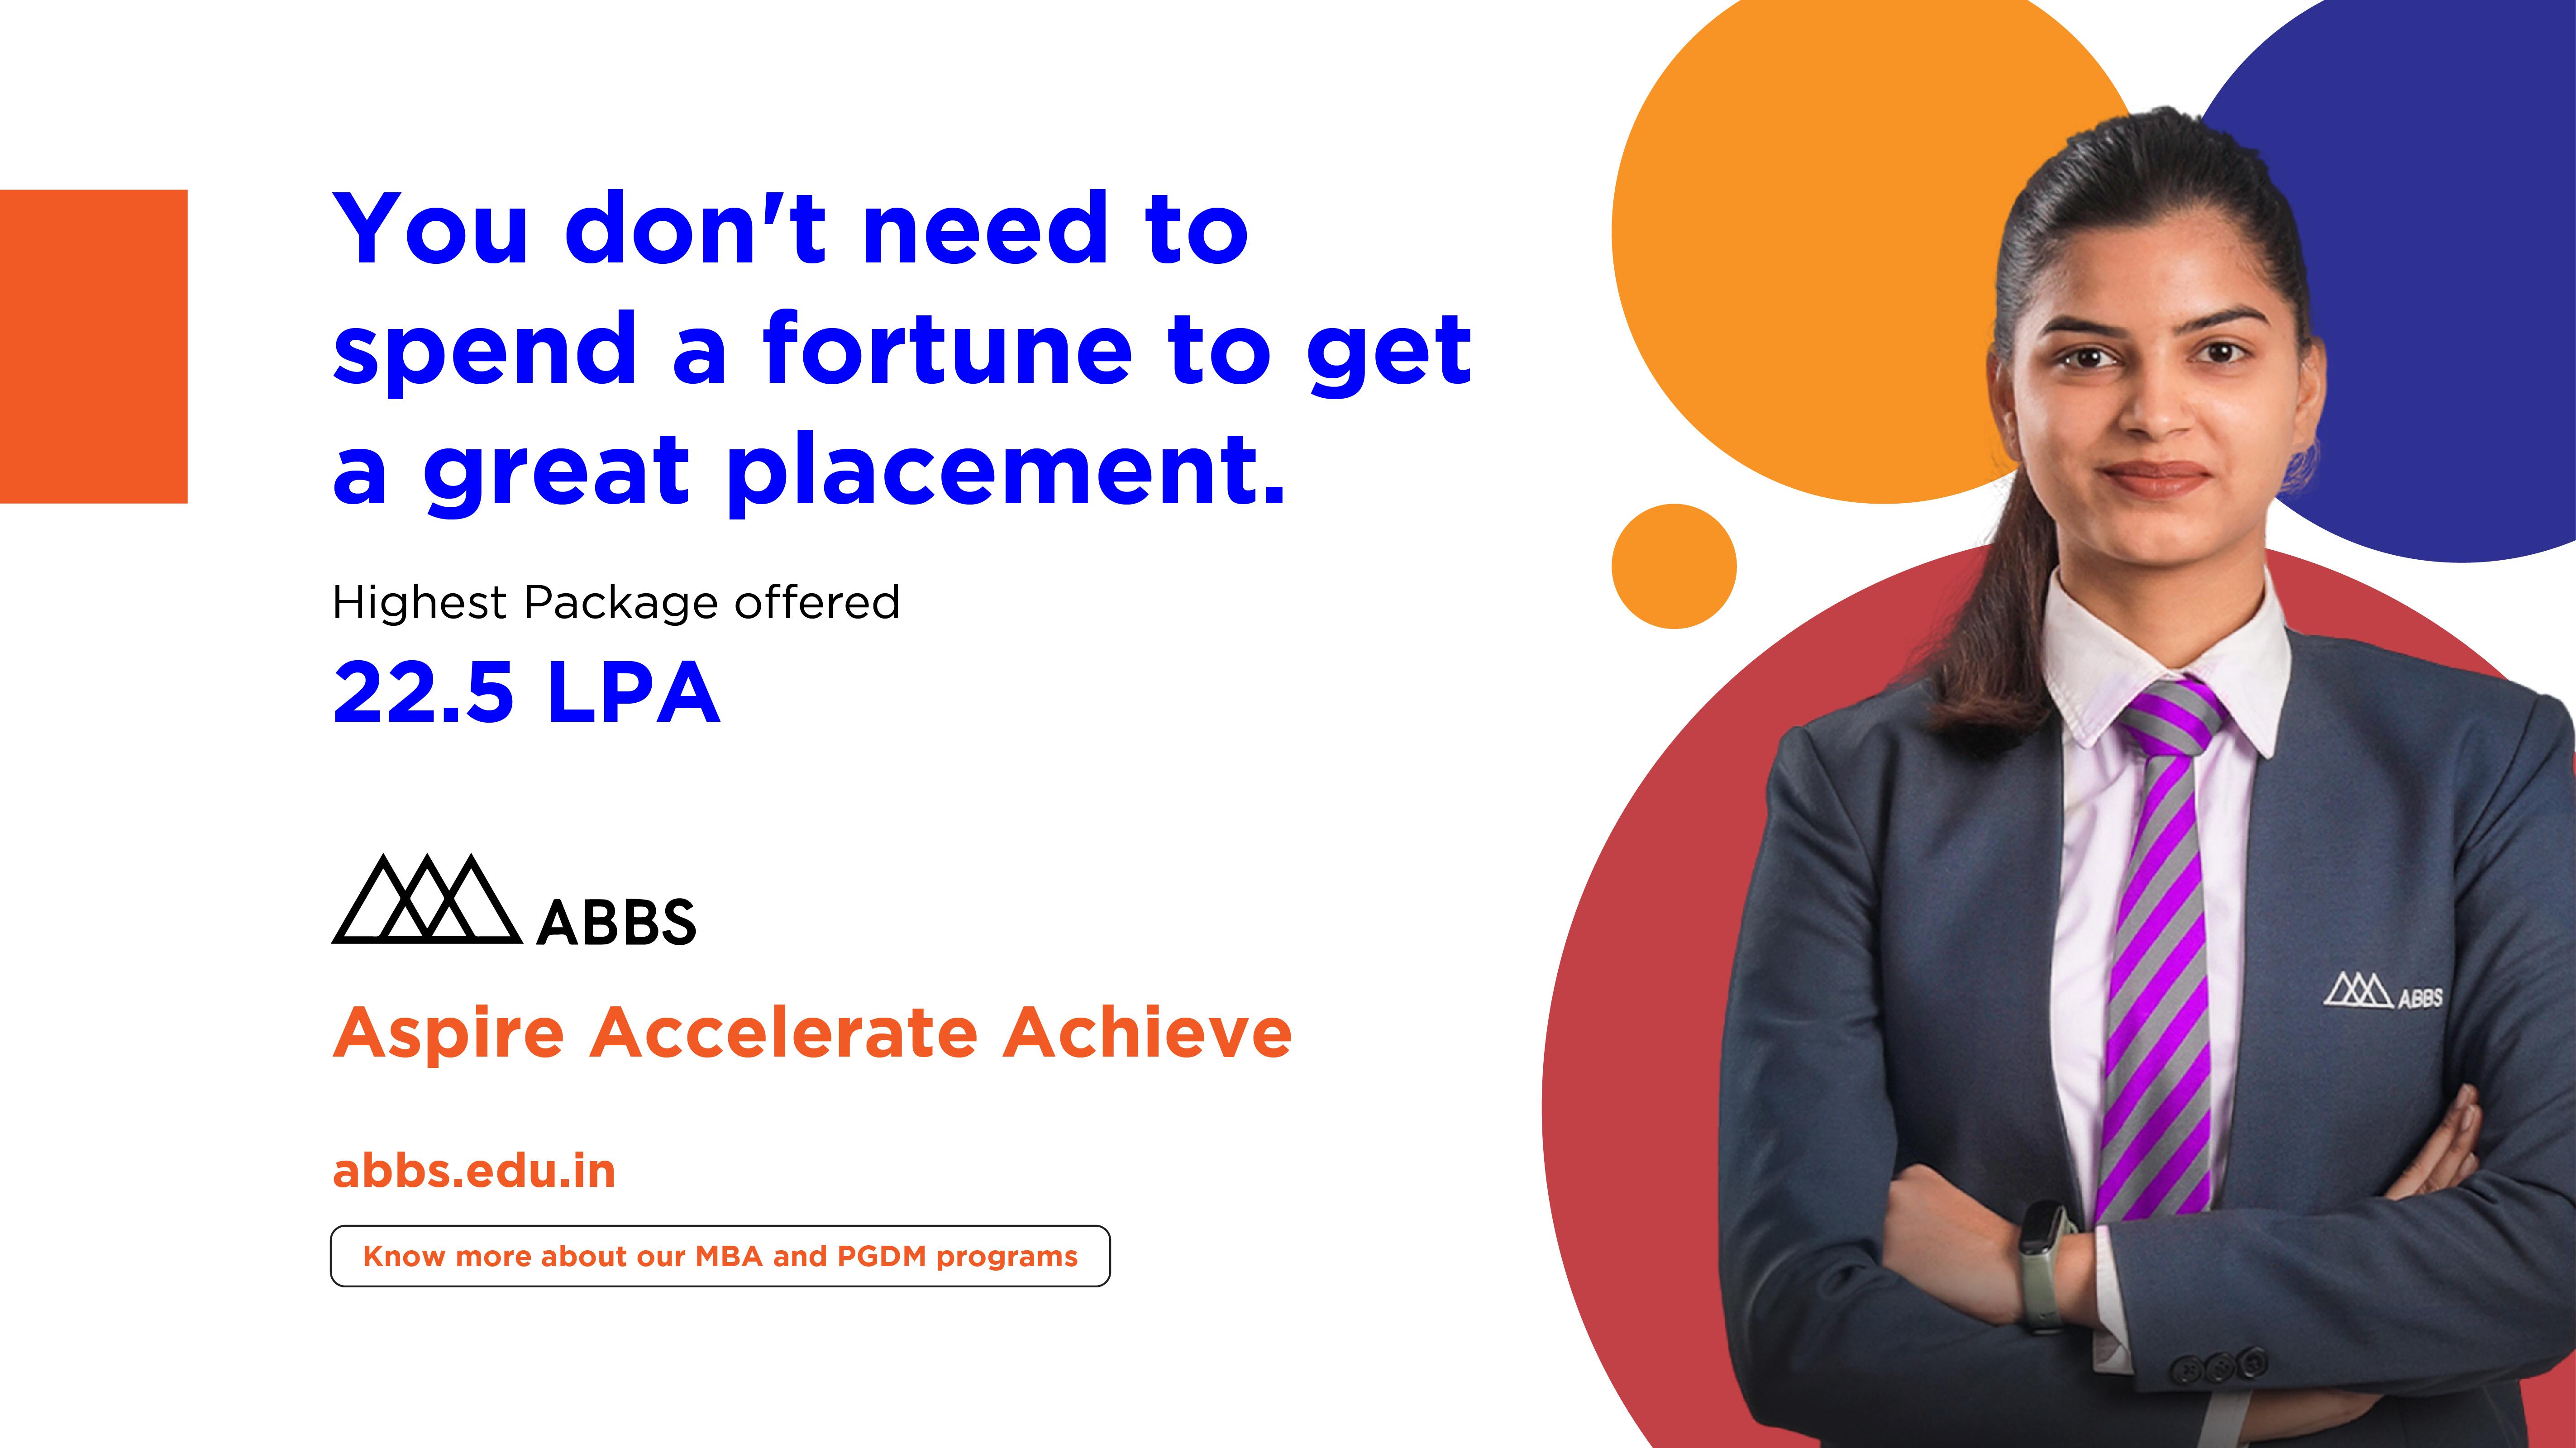 You don't need to
spend a fortune to get
a great placement.
Highest Package offered
22.5 LPA
ABBS
Aspire Accelerate Achieve
abbs.edu.in
Know more about our MBA and PGDM programs
ABBS